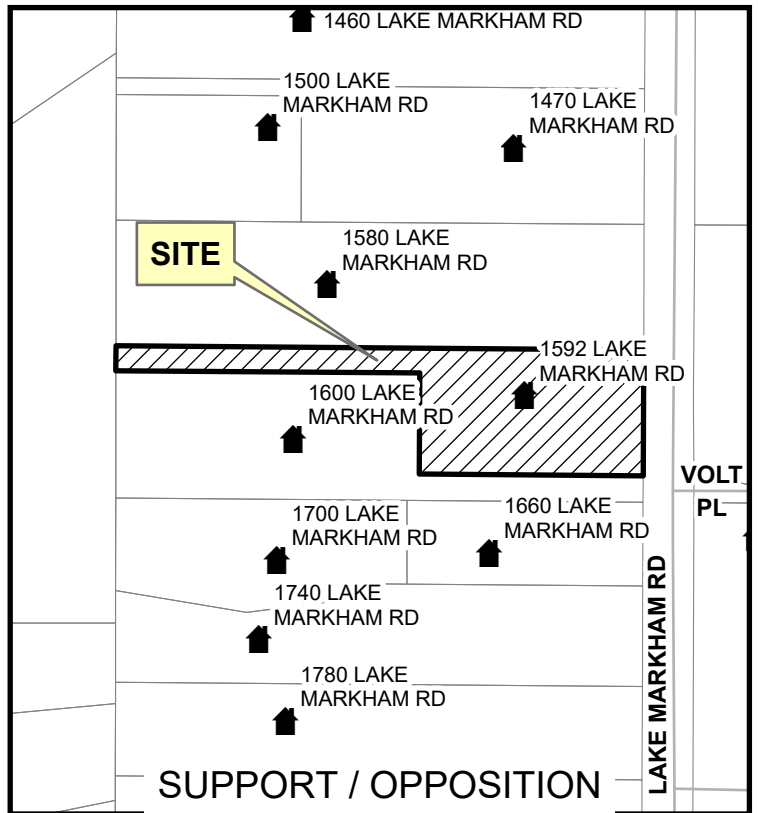 1460 LAKE MARKHAM RD
1500 LAKE
MARKHAM RD
1470 LAKE
MARKHAM RD
SITE
1580 LAKE
MARKHAM RD
1592 LAKE
MARKHAM RD
1600 LAKE
MARKHAM RD
VOLT
PL
1700 LAKE
MARKHAM RD
1660 LAKE
MARKHAM RD
1740 LAKE
MARKHAM RD
LAKE MARKHAM RD
1780 LAKE
MARKHAM RD
SUPPORT / OPPOSITION